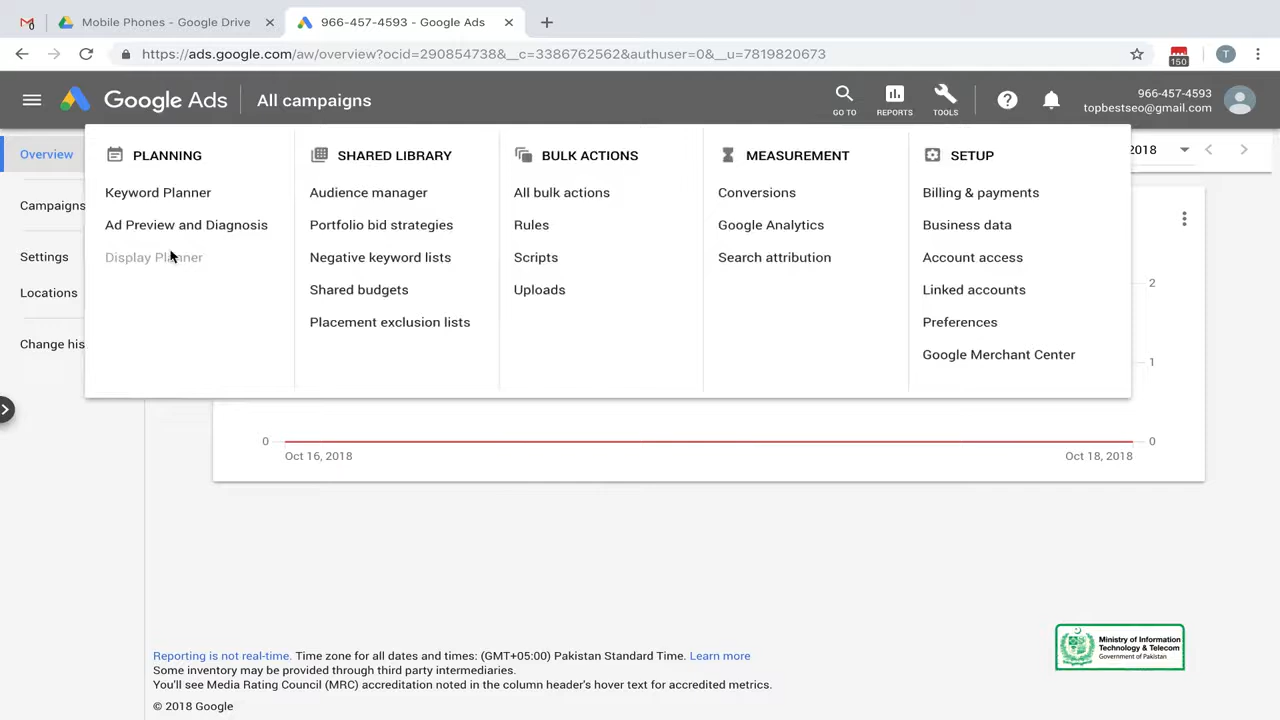 Mobile Phones - Google Drive
966-457-4593 - Google Ads
https://ads.google.com/aw/overview?ocid=290854738&__c=3386762562&authuser=0&__u=7819820673
150
T
Google Ads
All campaigns
GO TO
REPORTS
TOOLS
966-457-4593
topbestseo@gmail.com
Overview
Campaigns
Settings
Locations
Change his
2018
PLANNING
Keyword Planner
Ad Preview and Diagnosis
Display Planner
SHARED LIBRARY
Audience manager
Portfolio bid strategies
Negative keyword lists
Shared budgets
Placement exclusion lists
BULK ACTIONS
All bulk actions
Rules
Scripts
Uploads
MEASUREMENT
Conversions
Google Analytics
Search attribution
SETUP
Billing & payments
Business data
Account access
Linked accounts
Preferences
Google Merchant Center
2
1
0
0
Oct 16, 2018
Oct 18, 2018
Reporting is not real-time. Time zone for all dates and times: (GMT+05:00) Pakistan Standard Time. Learn more
Some inventory may be provided through third party intermediaries.
You'll see Media Rating Council (MRC) accreditation noted in the column header's hover text for accredited metrics.
© 2018 Google
Ministry of Information
Technology & Telecom
Government of Pakistan